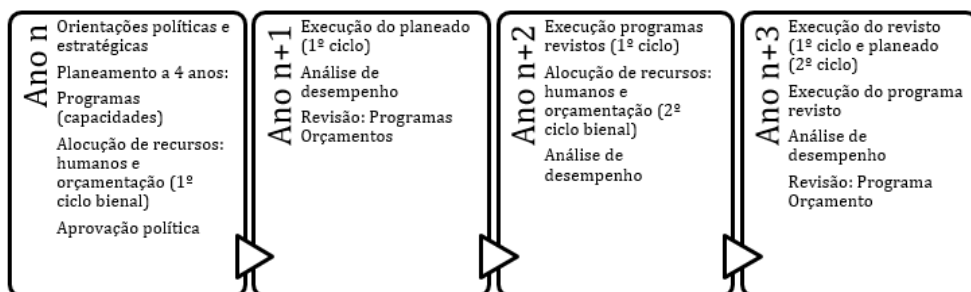 Ano n
Orientações políticas e
estratégicas
Planeamento a 4 anos:
Programas
(capacidades)
Alocução de recursos:
humanos e
orçamentação (1º
ciclo bienal)
Aprovação política
Ano n+1
Execução do planeado
(1º ciclo)
Análise de
desempenho
Revisão: Programas
Orçamentos
Ano n+2
Execução programas
revistos (1º ciclo)
Alocução de recursos:
humanos e
orçamentação (2º
ciclo bienal)
Análise de
desempenho
Ano n+3
Execução do revisto
(1º ciclo e planeado
(2º ciclo)
Execução do programa
revisto
Análise de
desempenho
Revisão: Programa
Orçamento